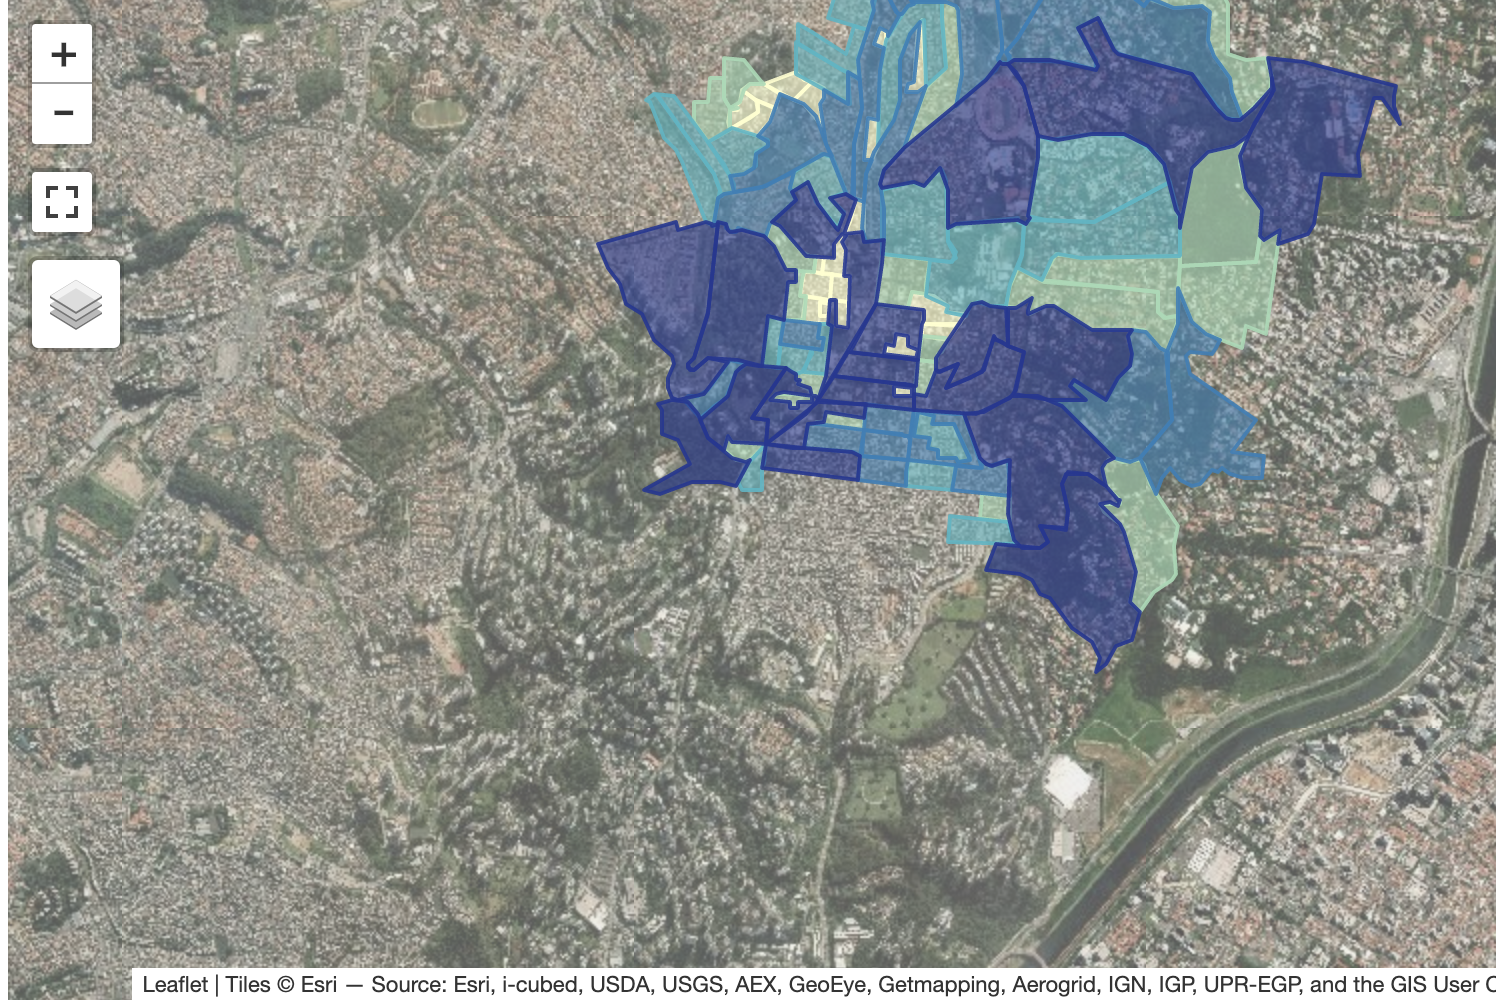 +
−
Leaflet | Tiles © Esri — Source: Esri, i-cubed, USDA, USGS, AEX, GeoEye, Getmapping, Aerogrid, IGN, IGP, UPR-EGP, and the GIS User